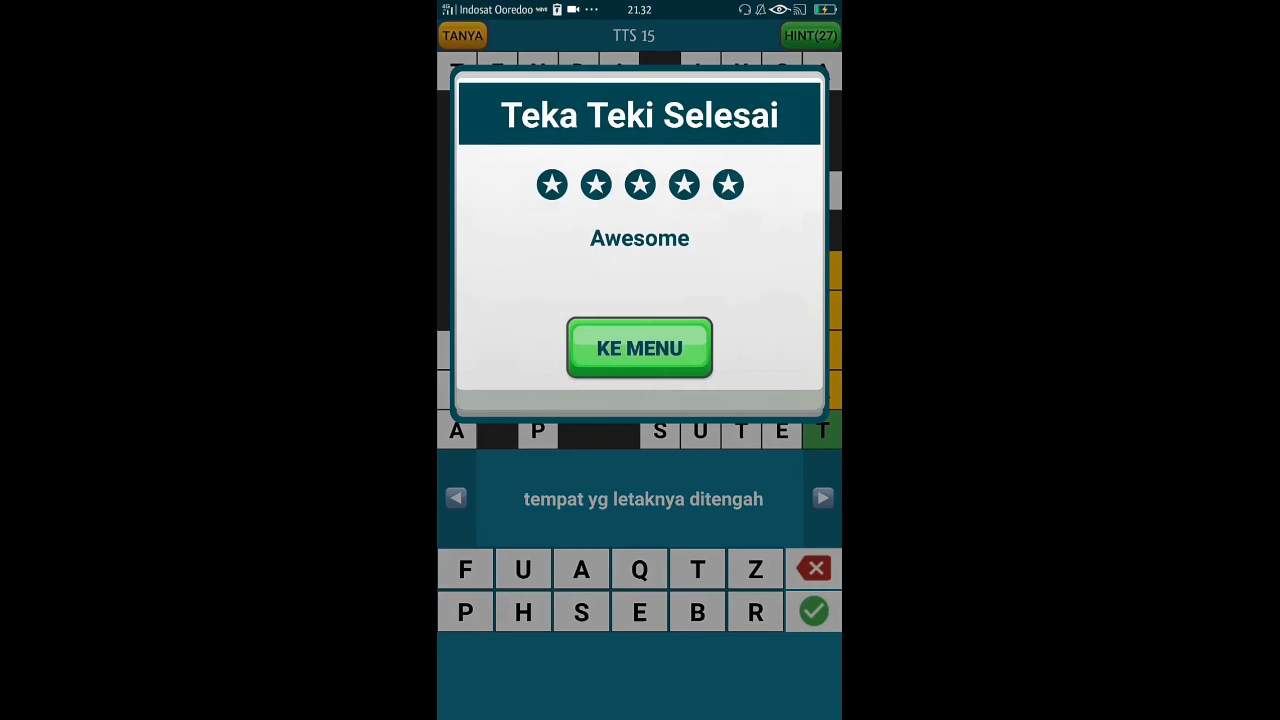 Indosat Ooredoo
21.32
TANYA
TTS 15
HINT(27)
Teka Teki Selesai
Awesome
KE MENU
A P S U T E T
tempat yg letaknya ditengah
F U A Q T Z
P H S E B R